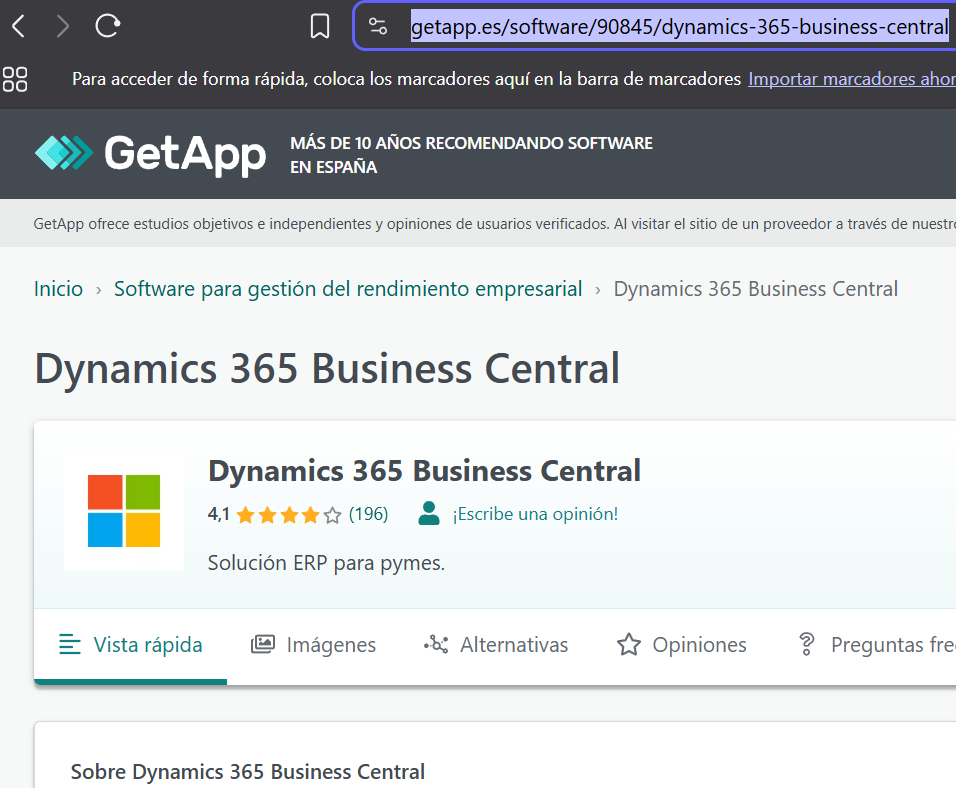 getapp.es/software/90845/dynamics-365-business-central
Para acceder de forma rápida, coloca los marcadores aquí en la barra de marcadores Importar marcadores ahor
GetApp
MÁS DE 10 AÑOS RECOMENDANDO SOFTWARE
EN ESPAÑA
GetApp ofrece estudios objetivos e independientes y opiniones de usuarios verificados. Al visitar el sitio de un proveedor a través de nuestro
Inicio › Software para gestión del rendimiento empresarial › Dynamics 365 Business Central
Dynamics 365 Business Central
Dynamics 365 Business Central
4,1 (196) ¡Escribe una opinión!
Solución ERP para pymes.
Vista rápida Imágenes Alternativas Opiniones Preguntas fre
Sobre Dynamics 365 Business Central